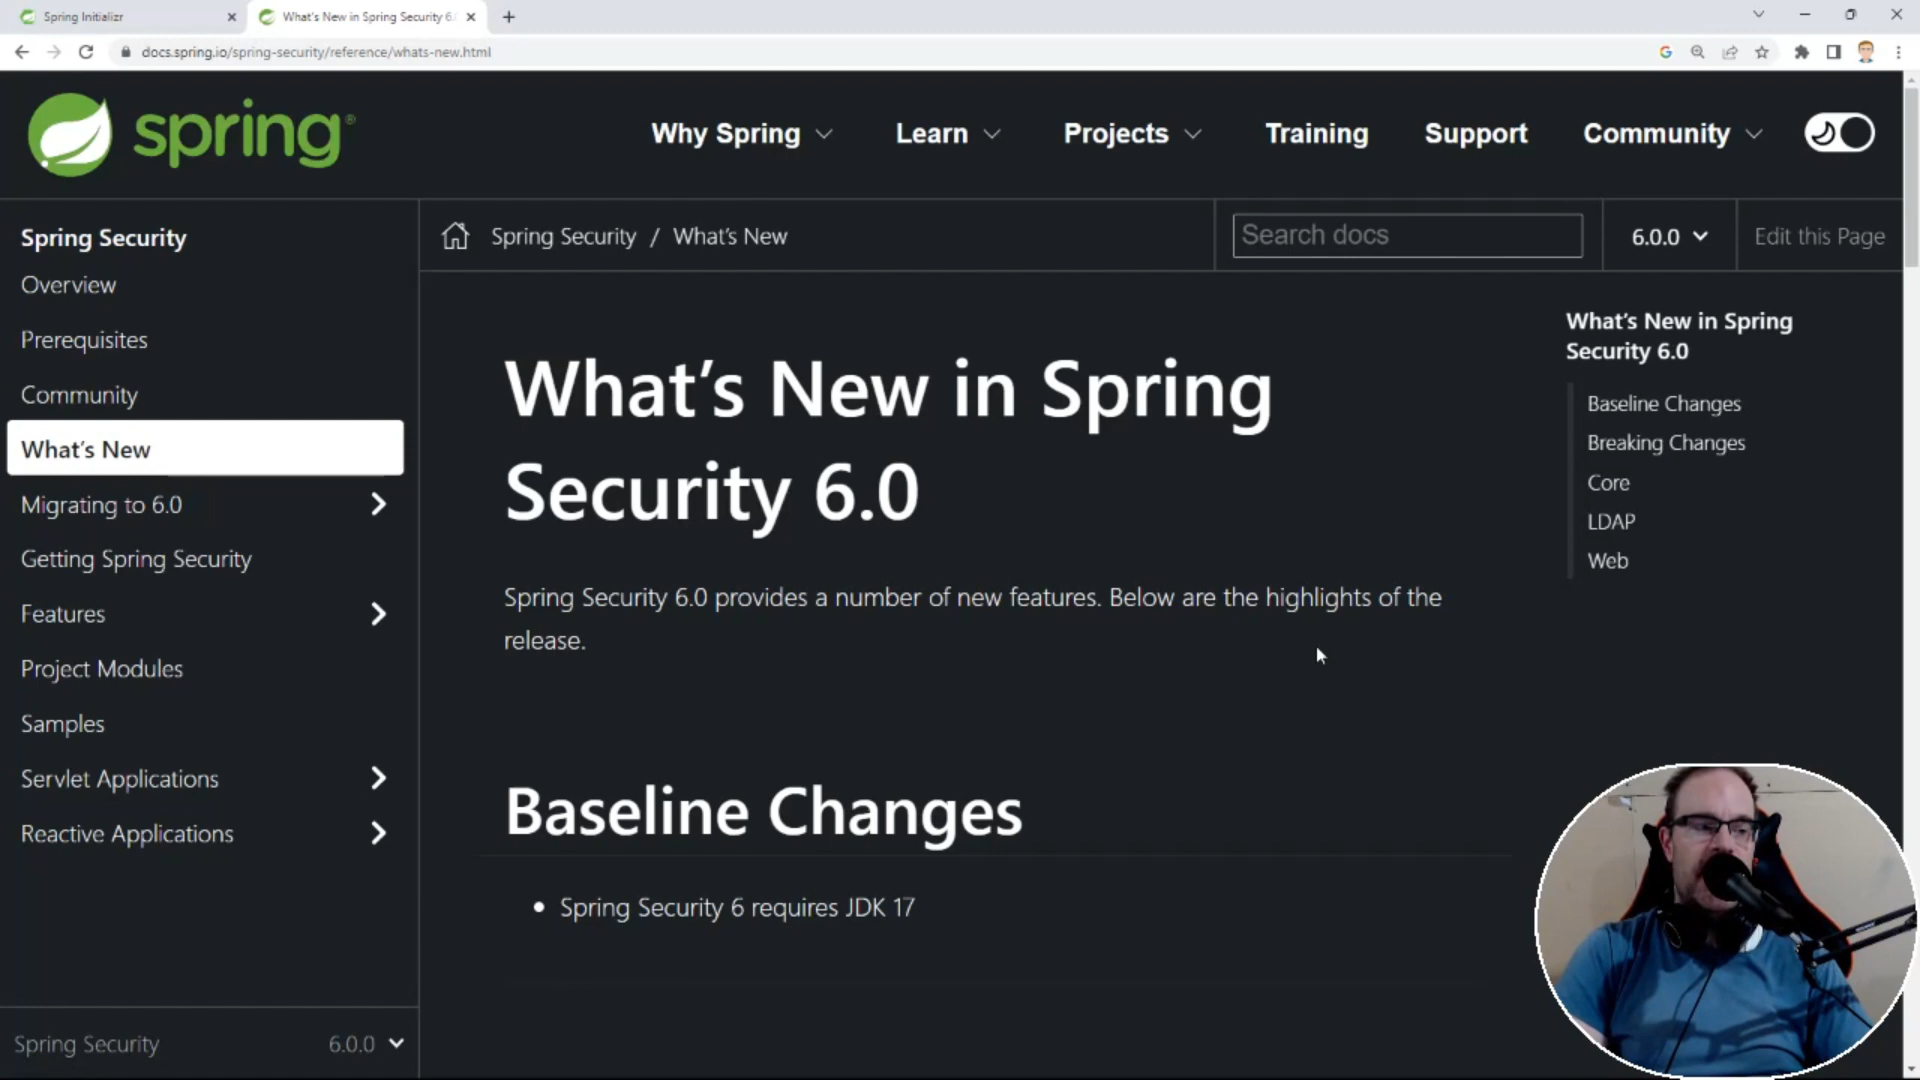 Spring Initializr
What's New in Spring Security 6.
docs.spring.io/spring-security/reference/whats-new.html
spring
Why Spring
Learn
Projects
Training
Support
Community
Spring Security
Overview
Prerequisites
Community
What's New
Migrating to 6.0
Getting Spring Security
Features
Project Modules
Samples
Servlet Applications
Reactive Applications
Spring Security 6.0.0
Spring Security / What's New
Search docs
6.0.0
Edit this Page
What's New in Spring
Security 6.0
Spring Security 6.0 provides a number of new features. Below are the highlights of the
release.
Baseline Changes
• Spring Security 6 requires JDK 17
What's New in Spring
Security 6.0
Baseline Changes
Breaking Changes
Core
LDAP
Web